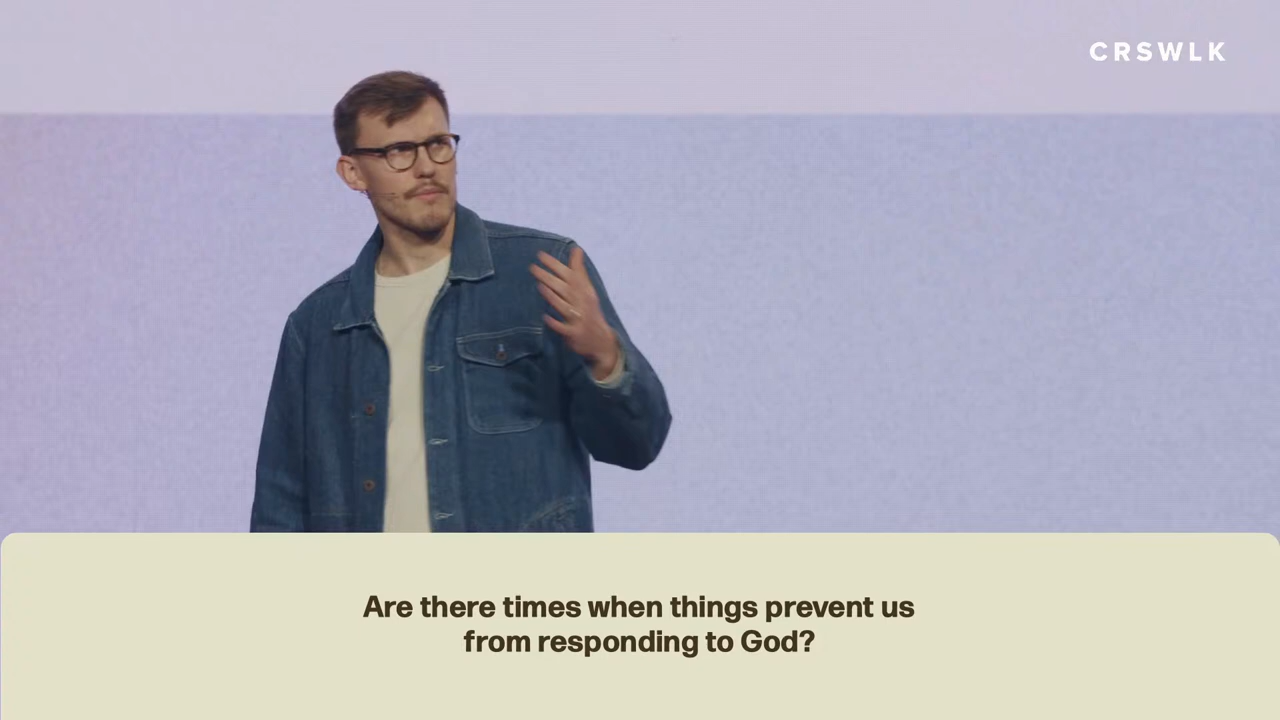 CRSWLK
Are there times when things prevent us
from responding to God?